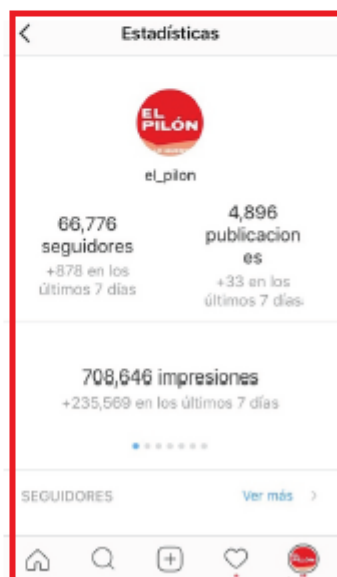 Estadísticas
EL
PILÓN
el_pilon
66,776
seguidores
+878 en los
últimos 7 días
4,896
publicacion
es
+33 en los
últimos 7 días
708,646 impresiones
+235,569 en los últimos 7 días
SEGUIDORES
Ver más